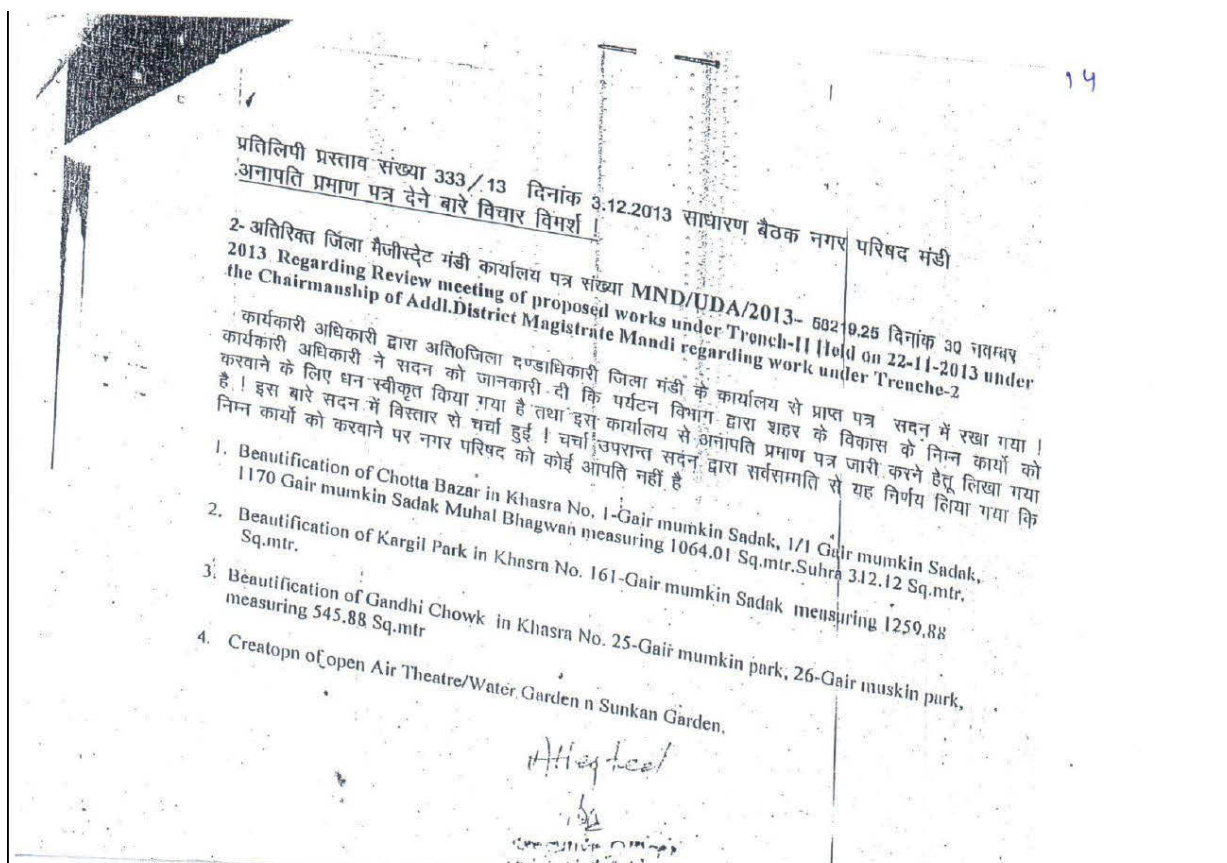 14
प्रतिलिपी प्रस्ताव संख्या 333/13 दिनांक 3.12.2013 साधारण बैठक नगर परिषद मंडी
अनापति प्रमाण पत्र देने बारे विचार विमर्श !
2- अतिरिक्त जिंला मैजीस्ट्रेट मंडी कार्यालय पत्र संख्या MND/UDA/2013- 58219.25 दिनांक 30 नवम्बर
2013 Regarding Review meeting of proposed works under Trench-II Held on 22-11-2013 under
the Chairmanship of Addl.District Magistrate Mandi regarding work under Trenche-2
कार्यकारी अधिकारी द्वारा अति0जिला दण्डाधिकारी जिला मंडी के कार्यालय से प्राप्त पत्र सदन में रखा गया !
कार्यकारी अधिकारी ने सदन को जानकारी दी कि पर्यटन विभाग द्वारा शहर के विकास के निम्न कार्यो को
करवाने के लिए धन स्वीकृत किया गया है तथा इस कार्यालय से अनापति प्रमाण पत्र जारी करने हेतू लिखा गया
है ! इस बारे सदन में विस्तार से चर्चा हुई ! चर्चा उपरान्त सदन द्वारा सर्वसम्मति से यह निर्णय लिया गया कि
निम्न कार्यो को करवाने पर नगर परिषद को कोई आपति नहीं है
1. Beautification of Chotta Bazar in Khasra No. 1-Gair mumkin Sadak, 1/1 Gair mumkin Sadak,
1170 Gair mumkin Sadak Muhal Bhagwan measuring 1064.01 Sq.mtr.Suhra 312.12 Sq.mtr.
2. Beautification of Kargil Park in Khasra No. 161-Gair mumkin Sadak measuring 1259.88
Sq.mtr.
3. Beautification of Gandhi Chowk in Khasra No. 25-Gair mumkin park, 26-Gair muskin park,
measuring 545.88 Sq.mtr
4. Creatopn of open Air Theatre/Water Garden n Sunkan Garden.
Attested